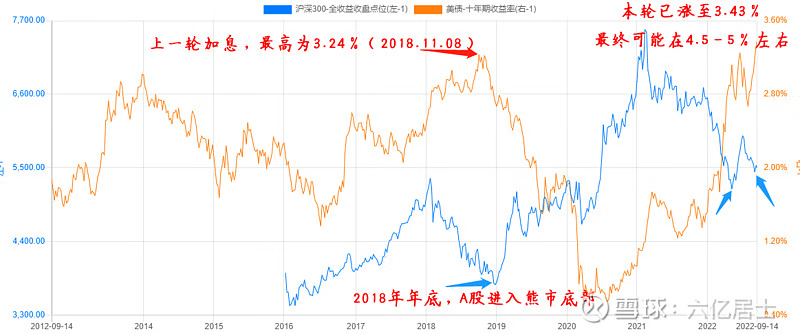 沪深300-全收益收盘点位(左-1) 美债-十年期收益率(右-1)
本轮已涨至3.43%
最终可能在4.5-5%左右
上一轮加息，最高为3.24%（2018.11.08）
7,700
6,600
5,500
4,400
3,300
3.60%
2.80%
2.00%
1.20%
0.40%
2018年年底，A股进入熊市底部
2012-09-14 2014 2015 2016 2017 2018 2019 2020 2021 2022 2022-09-14
雪球：六亿居士